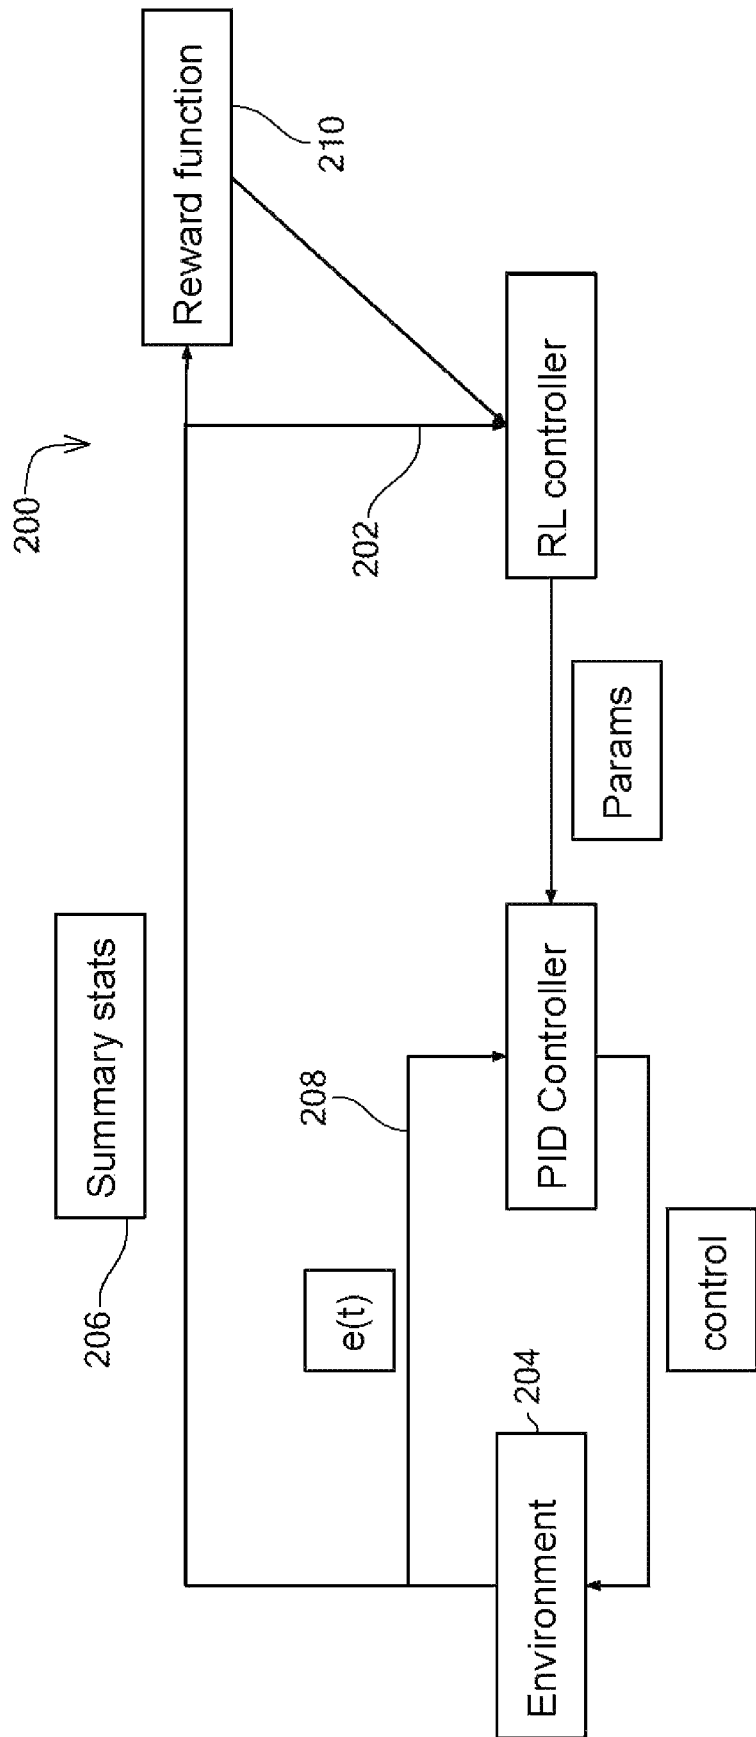 200
Summary stats
206
Reward function
210
e(t)
208
202
Environment
204
PID Controller
RL controller
Params
control